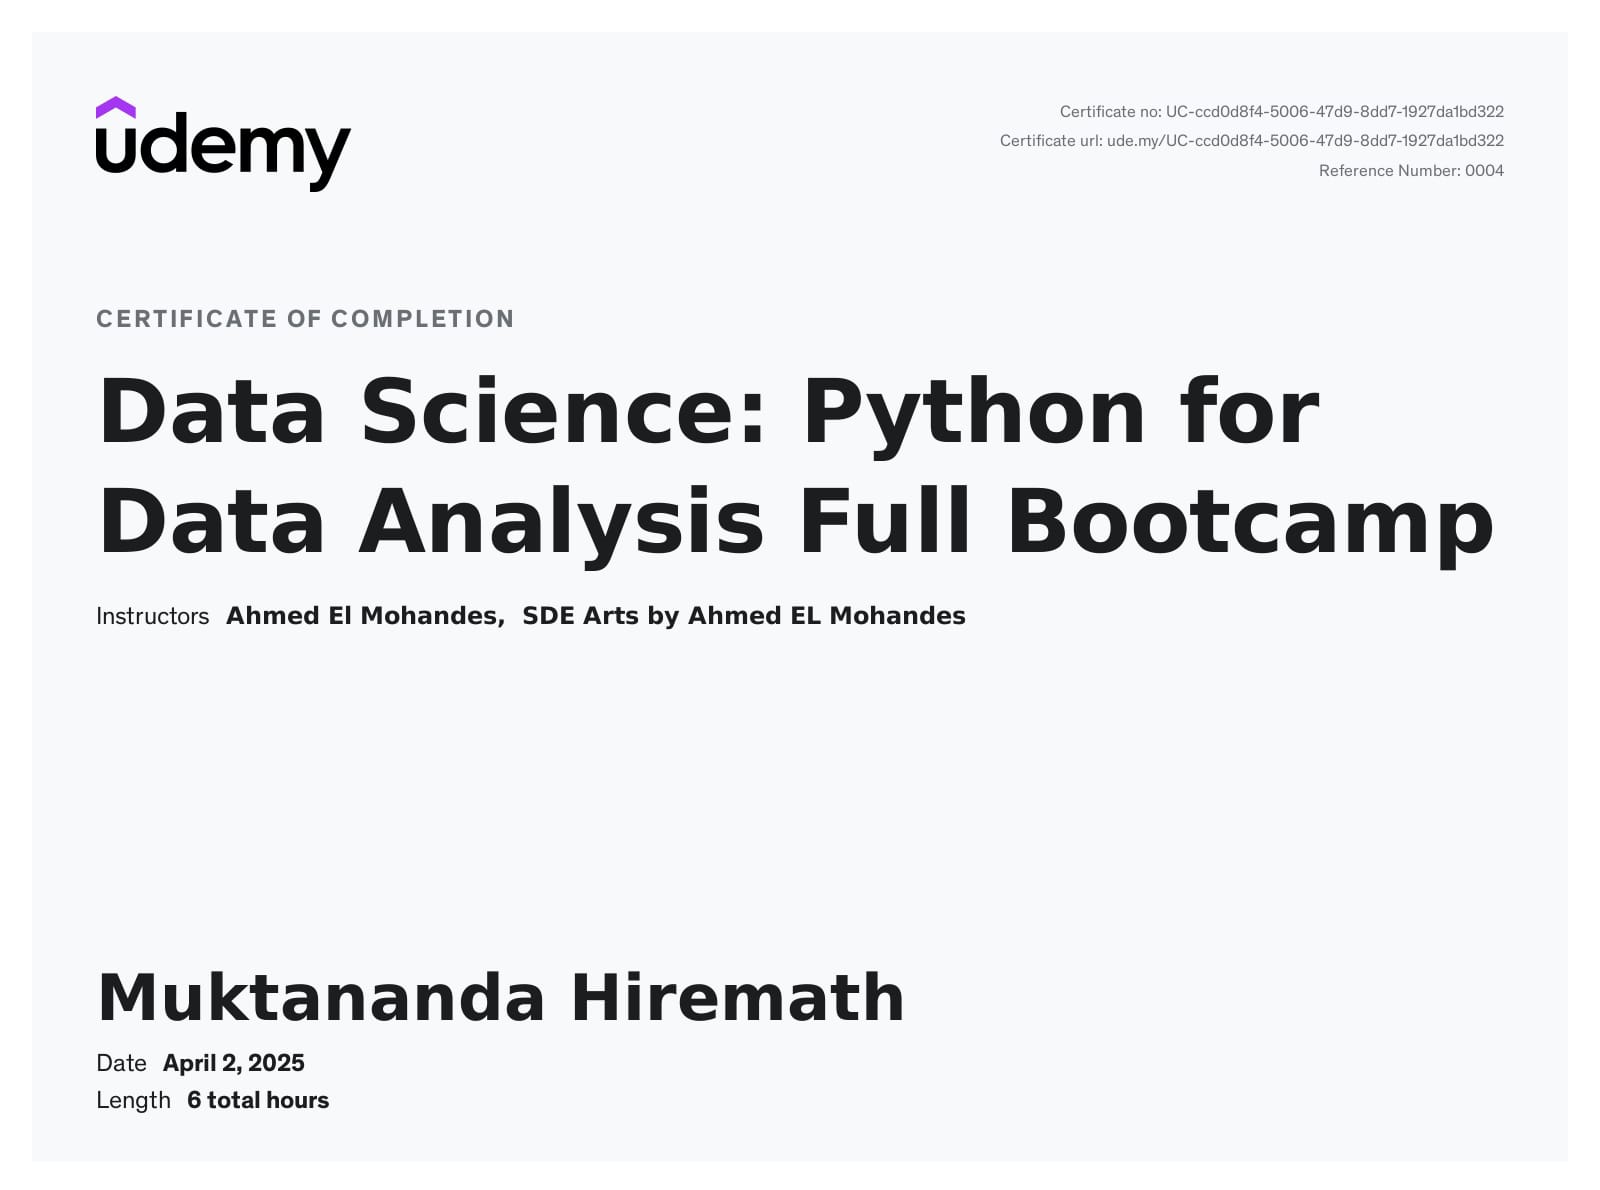 udemy
Certificate no: UC-ccd0d8f4-5006-47d9-8dd7-1927da1bd322
Certificate url: ude.my/UC-ccd0d8f4-5006-47d9-8dd7-1927da1bd322
Reference Number: 0004
CERTIFICATE OF COMPLETION
Data Science: Python for
Data Analysis Full Bootcamp
Instructors Ahmed El Mohandes, SDE Arts by Ahmed EL Mohandes
Muktananda Hiremath
Date April 2, 2025
Length 6 total hours